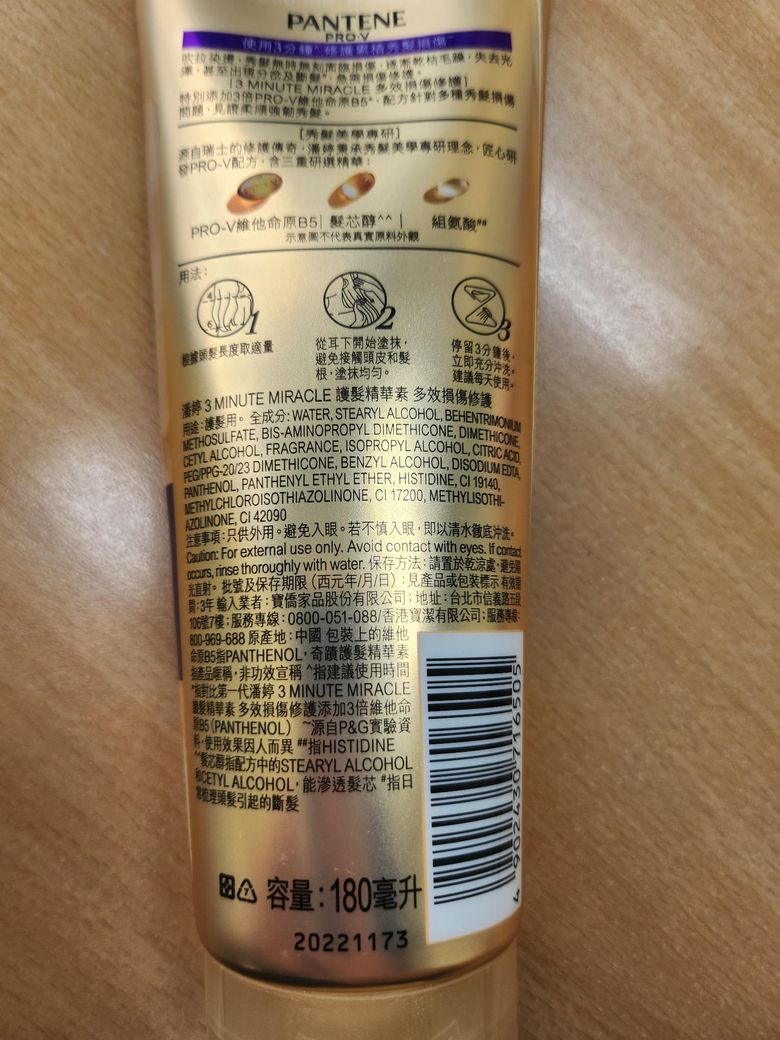 PANTENE
PRO-V
使用3分鐘^ 修護累積秀髮損傷~
吹拉染燙，秀髮無時無刻面臨損傷，逐漸乾枯毛躁，失去光
澤，甚至出現分岔及斷髮#，急需損傷修護。
[3 MINUTE MIRACLE 多效損傷修護]
特別添加3倍PRO-V維他命原B5*，配方針對多種秀髮損傷
問題，見證柔順強韌秀髮。
[秀髮美學專研]
源自瑞士的修護傳奇，潘婷秉承秀髮美學專研理念，匠心研
發PRO-V配方，含三重研選精華：
PRO-V維他命原B5| 髮芯醇^^ | 組氨酸##
示意圖不代表真實原料外觀
用法：
1 2 3
根據頭髮長度取適量
從耳下開始塗抹，
避免接觸頭皮和髮
根，塗抹均勻。
停留3分鐘後，
立即充分沖洗。
建議每天使用。
潘婷 3 MINUTE MIRACLE 護髮精華素 多效損傷修護
用途：護髮用。 全成分: WATER, STEARYL ALCOHOL, BEHENTRIMONIUM
METHOSULFATE, BIS-AMINOPROPYL DIMETHICONE, DIMETHICONE,
CETYL ALCOHOL, FRAGRANCE, ISOPROPYL ALCOHOL, CITRIC ACID,
PEG/PPG-20/23 DIMETHICONE, BENZYL ALCOHOL, DISODIUM EDTA,
PANTHENOL, PANTHENYL ETHYL ETHER, HISTIDINE, CI 19140,
METHYLCHLOROISOTHIAZOLINONE, CI 17200, METHYLISOTHI-
AZOLINONE, CI 42090
注意事項：只供外用。避免入眼。若不慎入眼，即以清水徹底沖洗。
Caution: For external use only. Avoid contact with eyes. If contact
occurs, rinse thoroughly with water. 保存方法：請置於乾涼處，避免陽
光直射。 批號及保存期限 (西元年/月/日)：見產品或包裝標示 有效期
間：3年 輸入業者：寶僑家品股份有限公司；地址：台北市信義路五段
106號7樓；服務專線：0800-051-088/香港寶潔有限公司；服務專線：
800-969-688 原產地：中國 包裝上的維他
命原B5指PANTHENOL，奇蹟護髮精華素
指產品暱稱，非功效宣稱 ^指建議使用時間
*指對比第一代潘婷 3 MINUTE MIRACLE
護髮精華素 多效損傷修護添加3倍維他命
原B5 (PANTHENOL) ~源自P&G實驗資
料，使用效果因人而異 ##指HISTIDINE
^^髮芯醇指配方中的STEARYL ALCOHOL
和CETYL ALCOHOL，能滲透髮芯 #指日
常梳理頭髮引起的斷髮
4 902430 716505
7 容量：180毫升
20221173